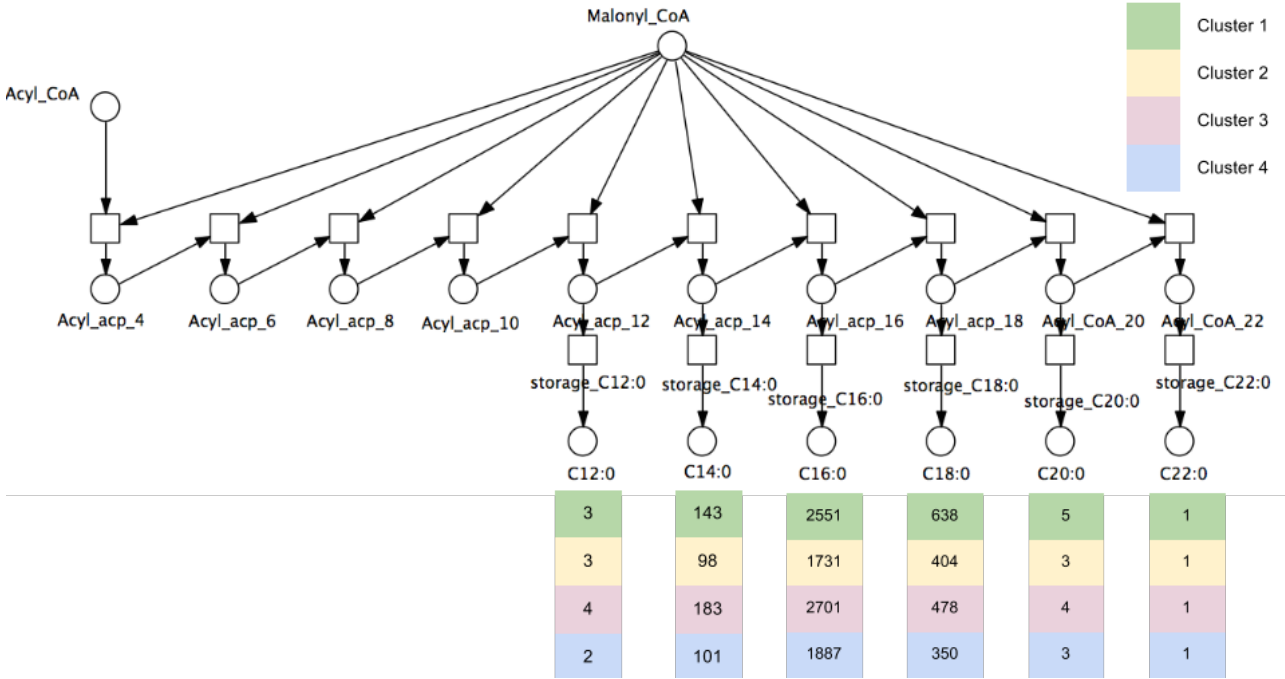 Malonyl_CoA
Cluster 1
Cluster 2
Cluster 3
Cluster 4
Acyl_CoA
Acyl_acp_4
Acyl_acp_6
Acyl_acp_8
Acyl_acp_10
Acyl_acp_12
Acyl_acp_14
Acyl_acp_16
Acyl_acp_18
Acyl_CoA_20
Acyl_CoA_22
storage_C12:0
storage_C14:0
storage_C16:0
storage_C18:0
storage_C20:0
storage_C22:0
C12:0 C14:0 C16:0 C18:0 C20:0 C22:0
3 143 2551 638 5 1
3 98 1731 404 3 1
4 183 2701 478 4 1
2 101 1887 350 3 1